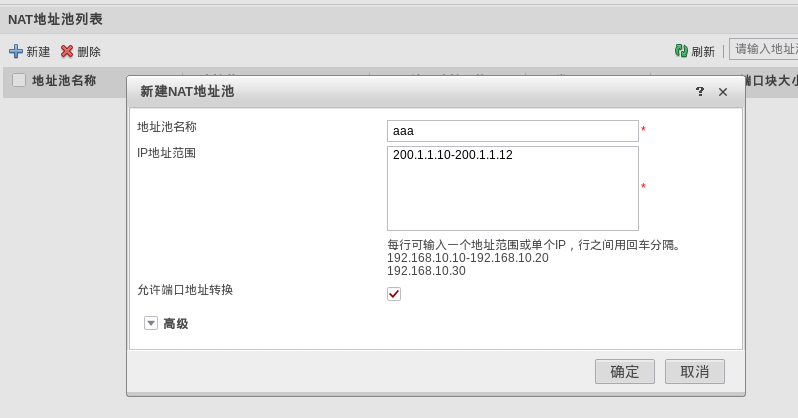 NAT地址池列表
新建 删除 刷新 请输入地址
地址池名称 端口块大小
新建NAT地址池 ?
地址池名称 aaa *
IP地址范围 200.1.1.10-200.1.1.12 *
每行可输入一个地址范围或单个IP，行之间用回车分隔。
192.168.10.10-192.168.10.20
192.168.10.30
允许端口地址转换
高级
确定 取消